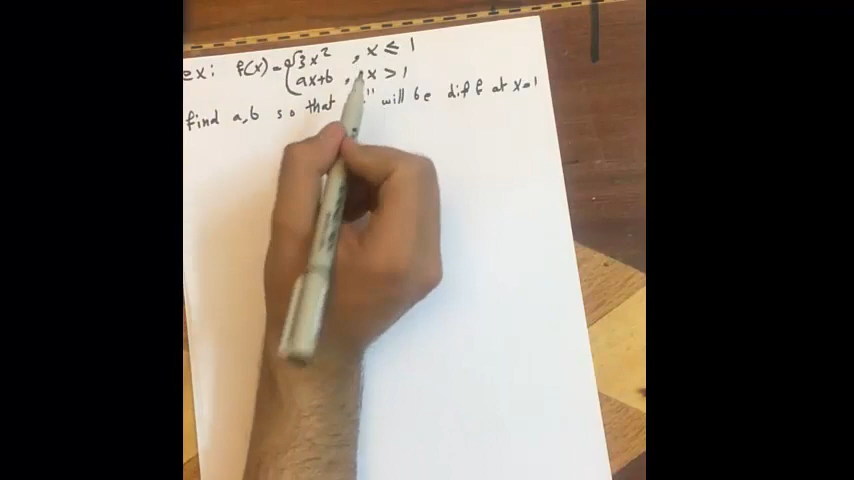 ex: f(x)= { 3x² , x ≤ 1
ax+b , x > 1
find a,b so that " will be diff at x=1